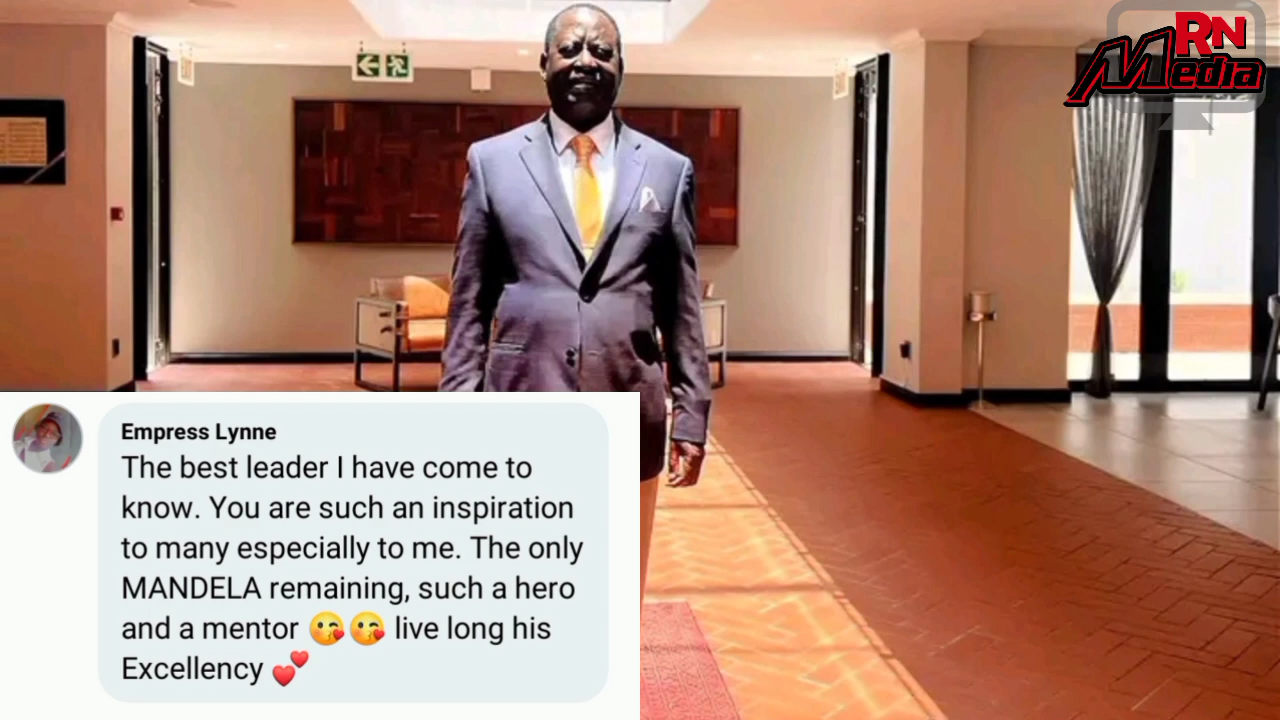 RN
Media
Empress Lynne
The best leader I have come to
know. You are such an inspiration
to many especially to me. The only
MANDELA remaining, such a hero
and a mentor 😘😘 live long his
Excellency 💕